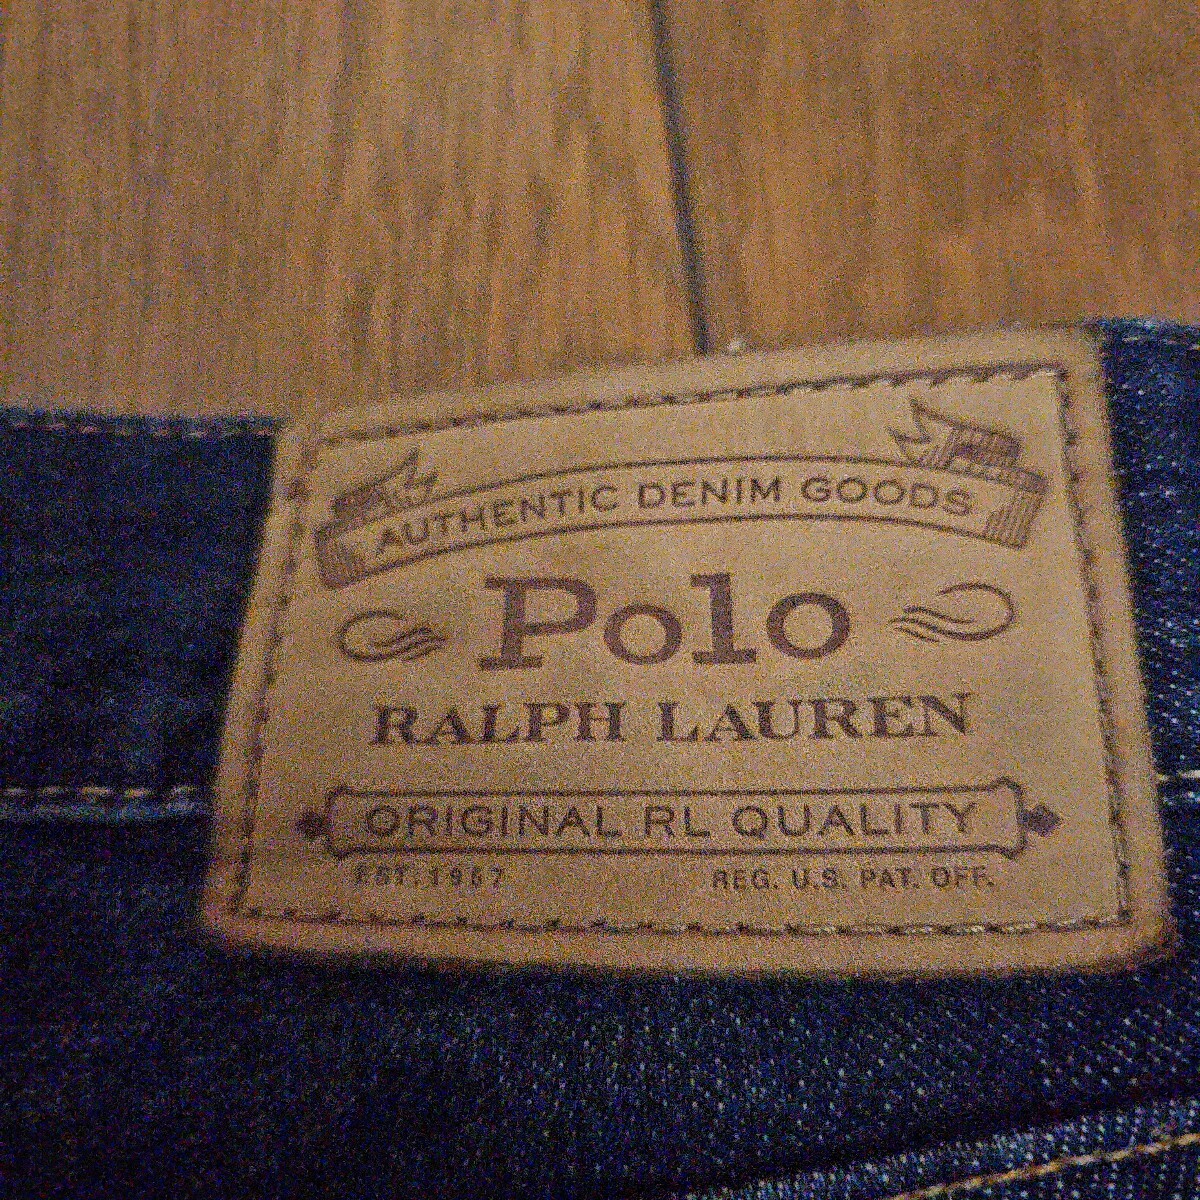 AUTHENTIC DENIM GOODS
Polo
RALPH LAUREN
ORIGINAL RL QUALITY
EST. 1967 REG. U.S. PAT. OFF.